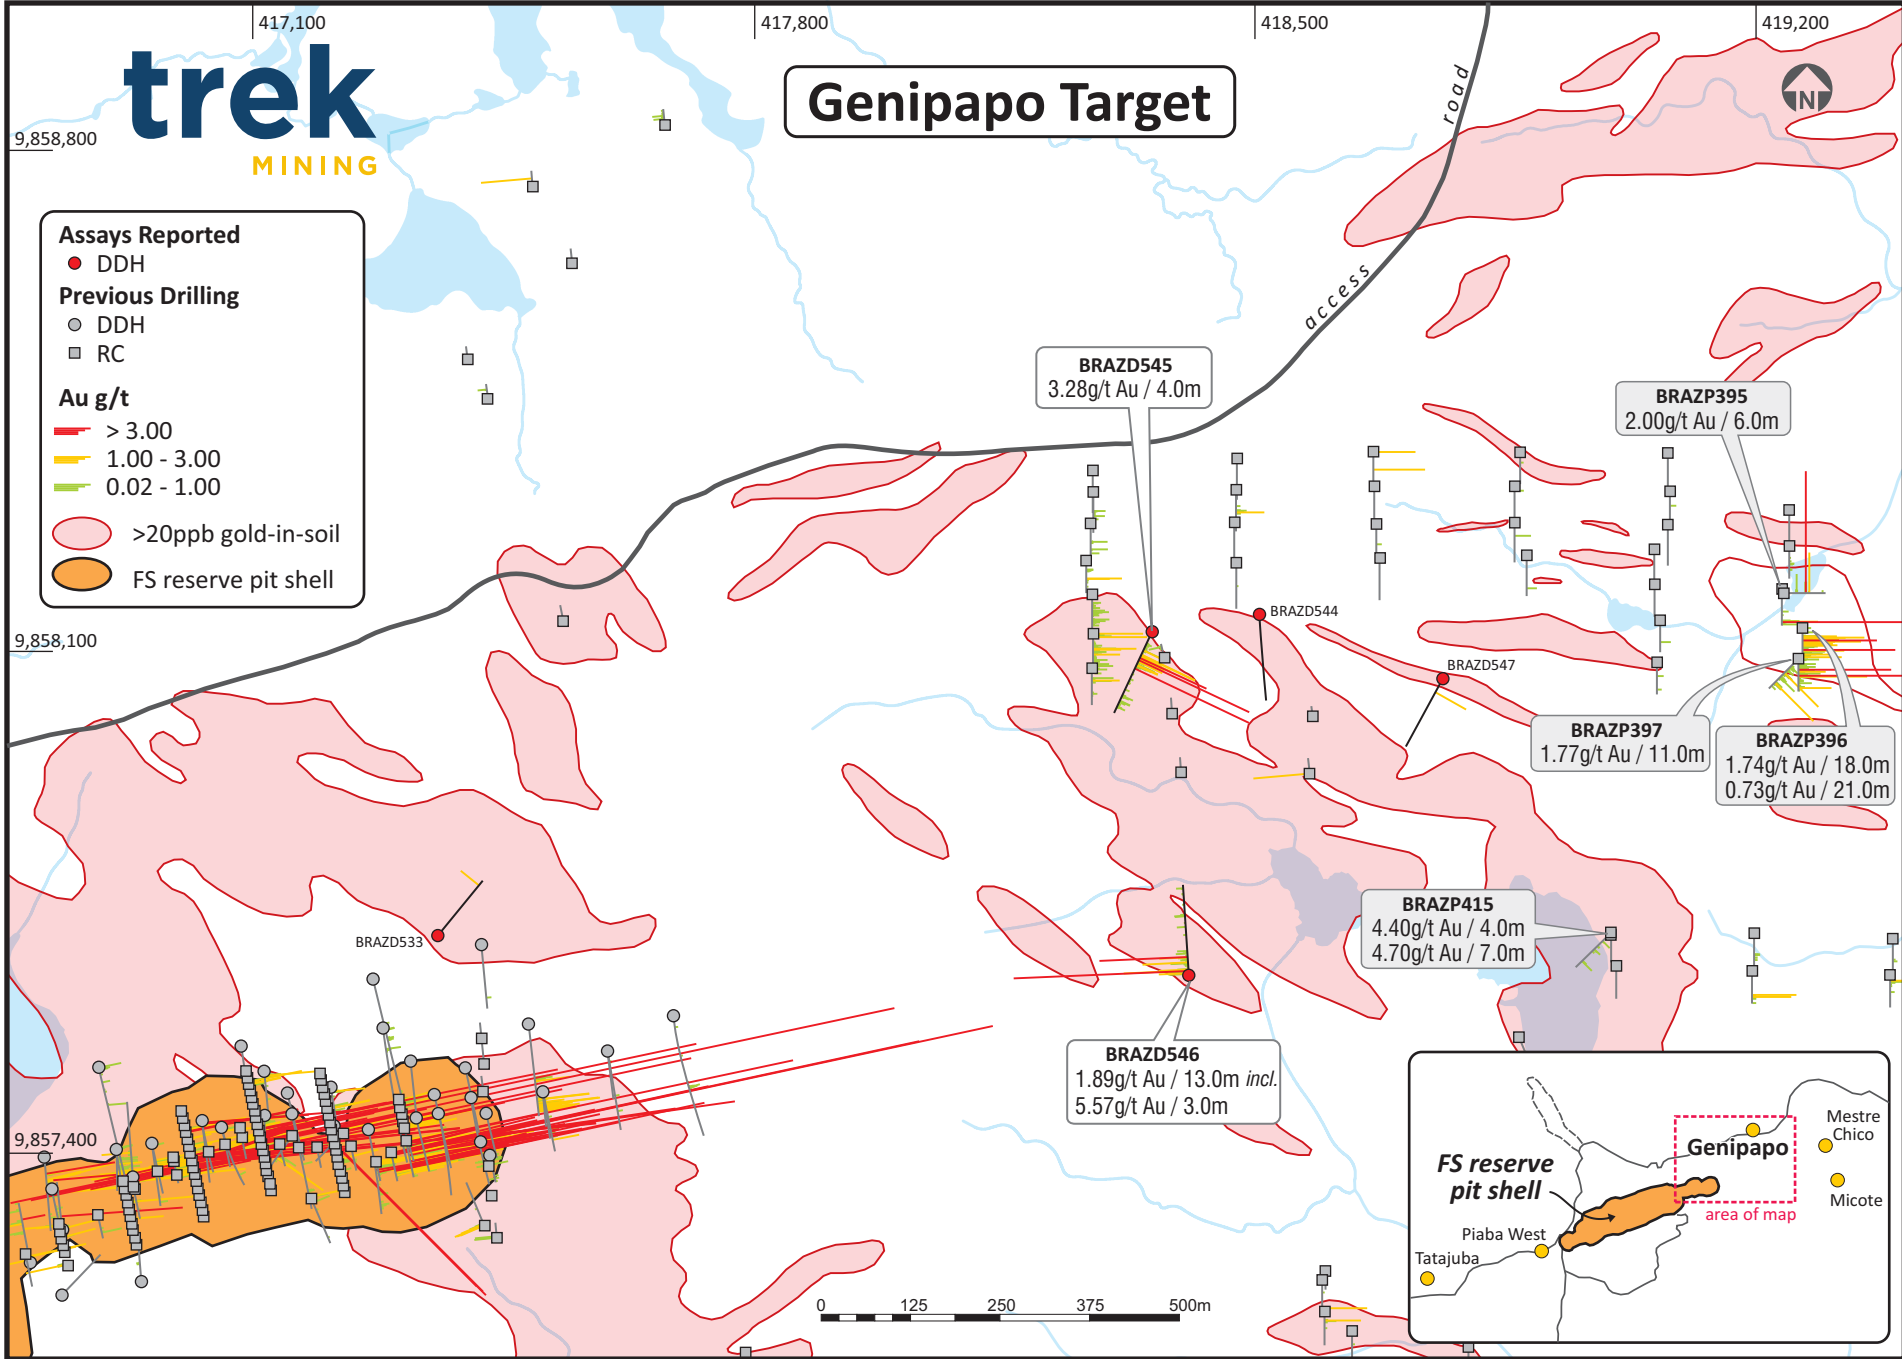 417,100
417,800
418,500
419,200
trek
MINING
Genipapo Target
N
9,858,800
9,858,100
9,857,400
access road
Assays Reported
DDH
Previous Drilling
DDH
RC
Au g/t
> 3.00
1.00 - 3.00
0.02 - 1.00
>20ppb gold-in-soil
FS reserve pit shell
BRAZD545
3.28g/t Au / 4.0m
BRAZP395
2.00g/t Au / 6.0m
BRAZD544
BRAZD547
BRAZP397
1.77g/t Au / 11.0m
BRAZP396
1.74g/t Au / 18.0m
0.73g/t Au / 21.0m
BRAZP415
4.40g/t Au / 4.0m
4.70g/t Au / 7.0m
BRAZD533
BRAZD546
1.89g/t Au / 13.0m incl.
5.57g/t Au / 3.0m
0 125 250 375 500m
Mestre
Chico
Genipapo
FS reserve
pit shell
Micote
area of map
Piaba West
Tatajuba